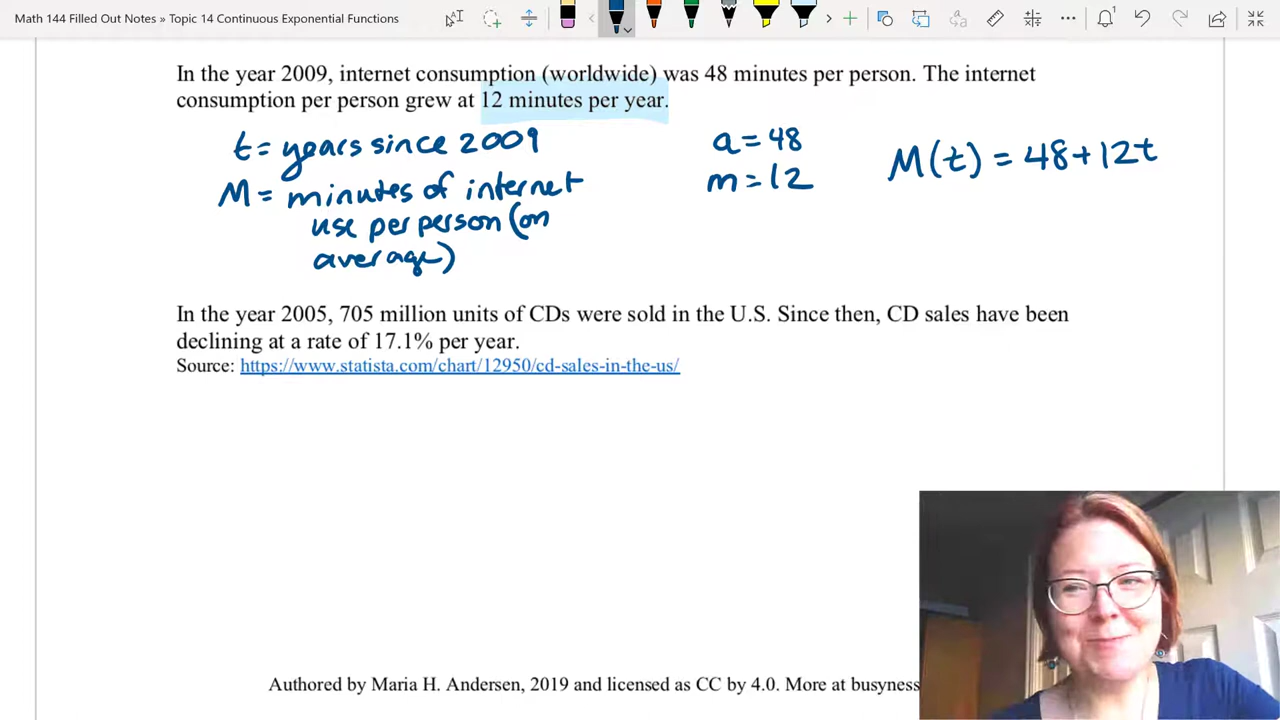 Math 144 Filled Out Notes » Topic 14 Continuous Exponential Functions
In the year 2009, internet consumption (worldwide) was 48 minutes per person. The internet
consumption per person grew at 12 minutes per year.
t = years since 2009
M = minutes of internet
use per person (on
average)
a = 48
m = 12
M(t) = 48 + 12t
In the year 2005, 705 million units of CDs were sold in the U.S. Since then, CD sales have been
declining at a rate of 17.1% per year.
Source: https://www.statista.com/chart/12950/cd-sales-in-the-us/
Authored by Maria H. Andersen, 2019 and licensed as CC by 4.0. More at busyness